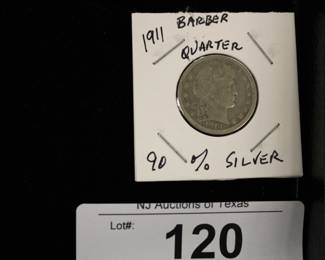 1911 BARBER
QUARTER
90 % SILVER
NJ Auctions of Texas
Lot#:
120